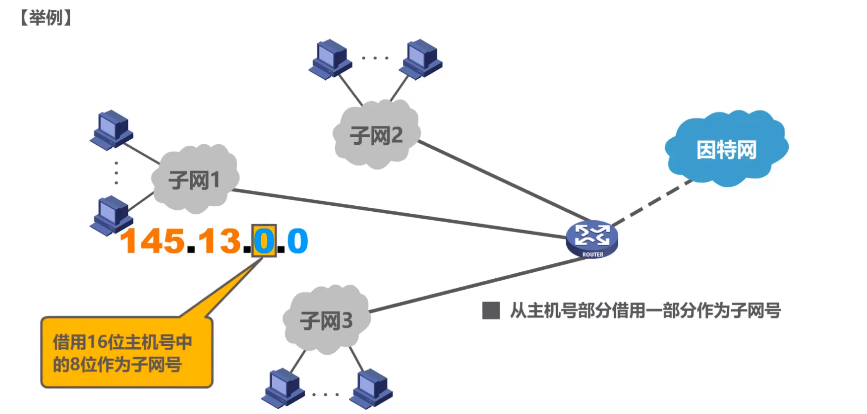 【举例】
子网2
因特网
子网1
145.13.0.0
ROUTER
从主机号部分借用一部分作为子网号
子网3
借用16位主机号中
的8位作为子网号